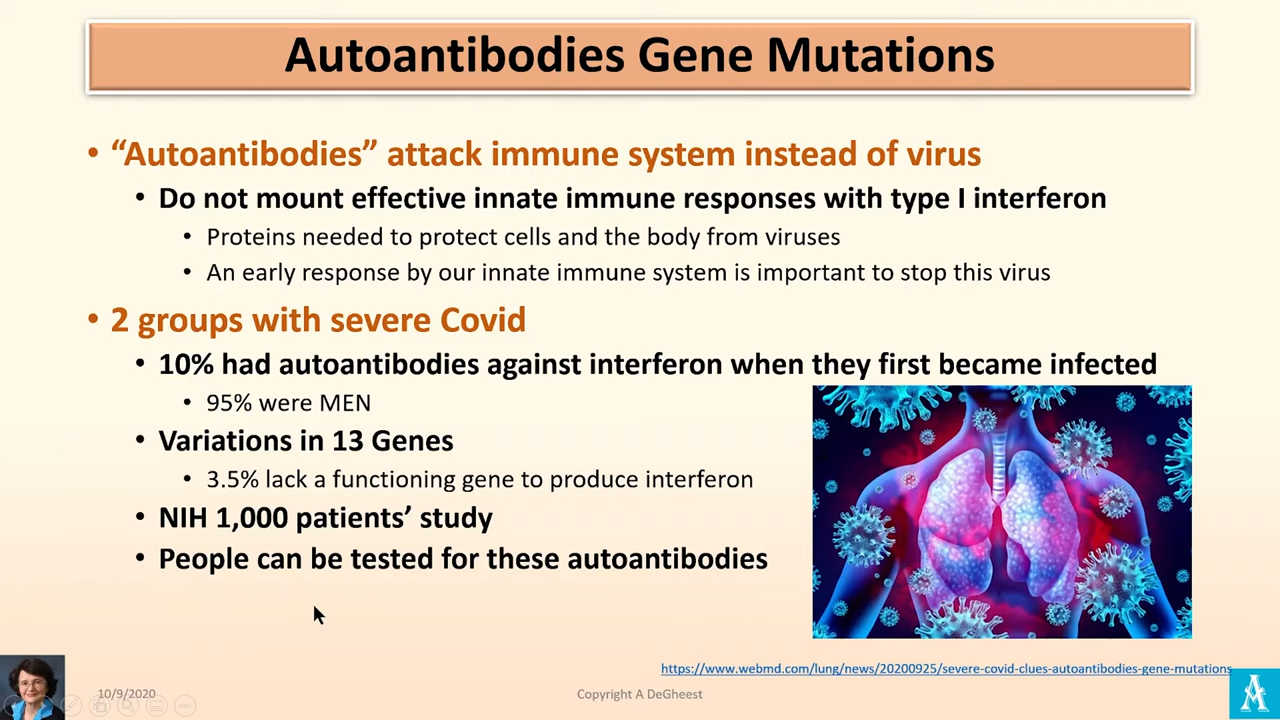 Autoantibodies Gene Mutations
• “Autoantibodies” attack immune system instead of virus
• Do not mount effective innate immune responses with type I interferon
• Proteins needed to protect cells and the body from viruses
• An early response by our innate immune system is important to stop this virus
• 2 groups with severe Covid
• 10% had autoantibodies against interferon when they first became infected
• 95% were MEN
• Variations in 13 Genes
• 3.5% lack a functioning gene to produce interferon
• NIH 1,000 patients’ study
• People can be tested for these autoantibodies
https://www.webmd.com/lung/news/20200925/severe-covid-clues-autoantibodies-gene-mutations
10/9/2020
Copyright A DeGheest
A